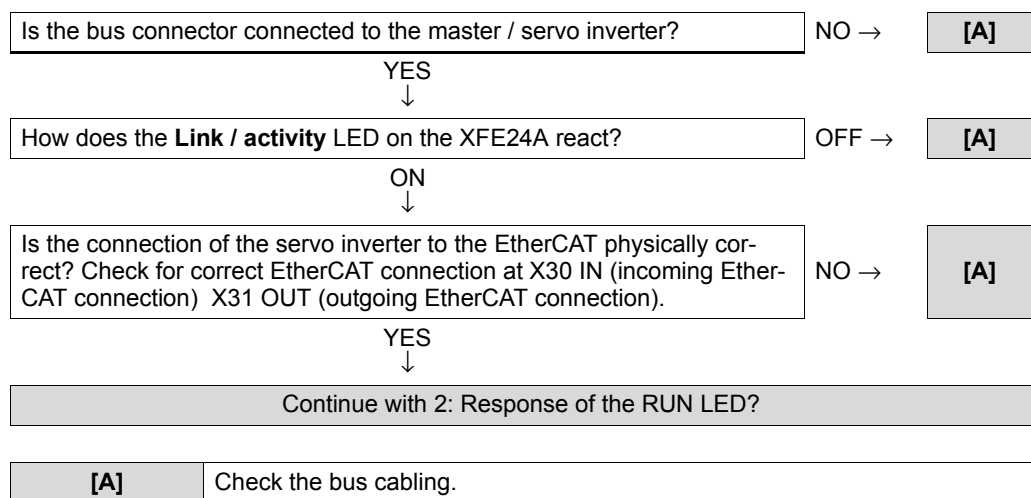 Is the bus connector connected to the master / servo inverter? NO → [A]
YES
↓
How does the Link / activity LED on the XFE24A react? OFF → [A]
ON
↓
Is the connection of the servo inverter to the EtherCAT physically cor-
rect? Check for correct EtherCAT connection at X30 IN (incoming Ether-
CAT connection) X31 OUT (outgoing EtherCAT connection).
NO → [A]
YES
↓
Continue with 2: Response of the RUN LED?
[A] Check the bus cabling.